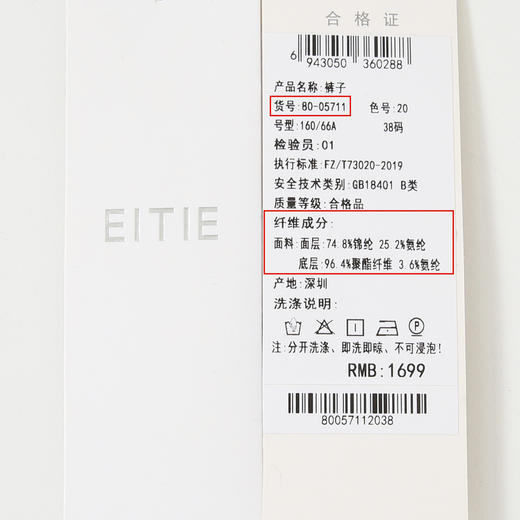 EITIE
合格证
6 943050 360288
产品名称:裤子
货号:80-05711 色号:20
号型:160/66A 38码
检验员:01
执行标准:FZ/T73020-2019
安全技术类别:GB18401 B类
质量等级:合格品
纤维成分:
面料:面层:74.8%锦纶 25.2%氨纶
底层:96.4%聚酯纤维 3.6%氨纶
产地:深圳
洗涤说明:
注:分开洗涤、即洗即晾、不可浸泡!
RMB:1699
80057112038